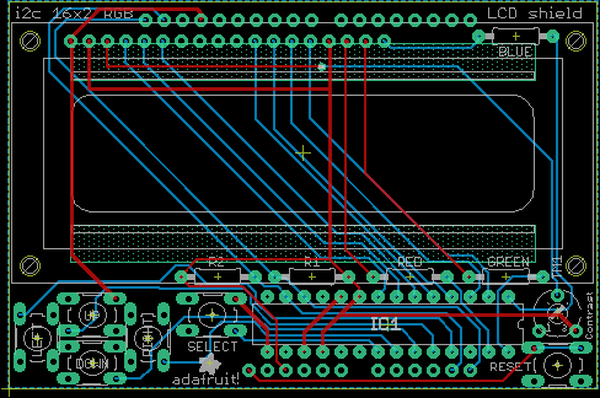 i2c 16x2 RGB
LCD shield
BLUE
R2
R1
RED
GREEN
Contrast
UP
LEFT
RIGHT
IC1
SELECT
DOWN
RESET
adafruit!